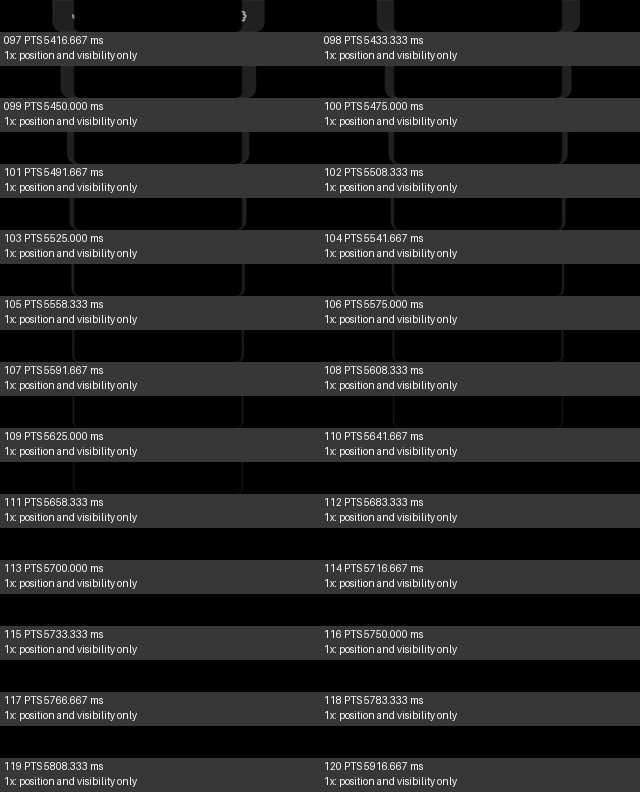 }
097 PTS 5416.667 ms
1x: position and visibility only
098 PTS 5433.333 ms
1x: position and visibility only
099 PTS 5450.000 ms
1x: position and visibility only
100 PTS 5475.000 ms
1x: position and visibility only
101 PTS 5491.667 ms
1x: position and visibility only
102 PTS 5508.333 ms
1x: position and visibility only
103 PTS 5525.000 ms
1x: position and visibility only
104 PTS 5541.667 ms
1x: position and visibility only
105 PTS 5558.333 ms
1x: position and visibility only
106 PTS 5575.000 ms
1x: position and visibility only
107 PTS 5591.667 ms
1x: position and visibility only
108 PTS 5608.333 ms
1x: position and visibility only
109 PTS 5625.000 ms
1x: position and visibility only
110 PTS 5641.667 ms
1x: position and visibility only
111 PTS 5658.333 ms
1x: position and visibility only
112 PTS 5683.333 ms
1x: position and visibility only
113 PTS 5700.000 ms
1x: position and visibility only
114 PTS 5716.667 ms
1x: position and visibility only
115 PTS 5733.333 ms
1x: position and visibility only
116 PTS 5750.000 ms
1x: position and visibility only
117 PTS 5766.667 ms
1x: position and visibility only
118 PTS 5783.333 ms
1x: position and visibility only
119 PTS 5808.333 ms
1x: position and visibility only
120 PTS 5916.667 ms
1x: position and visibility only